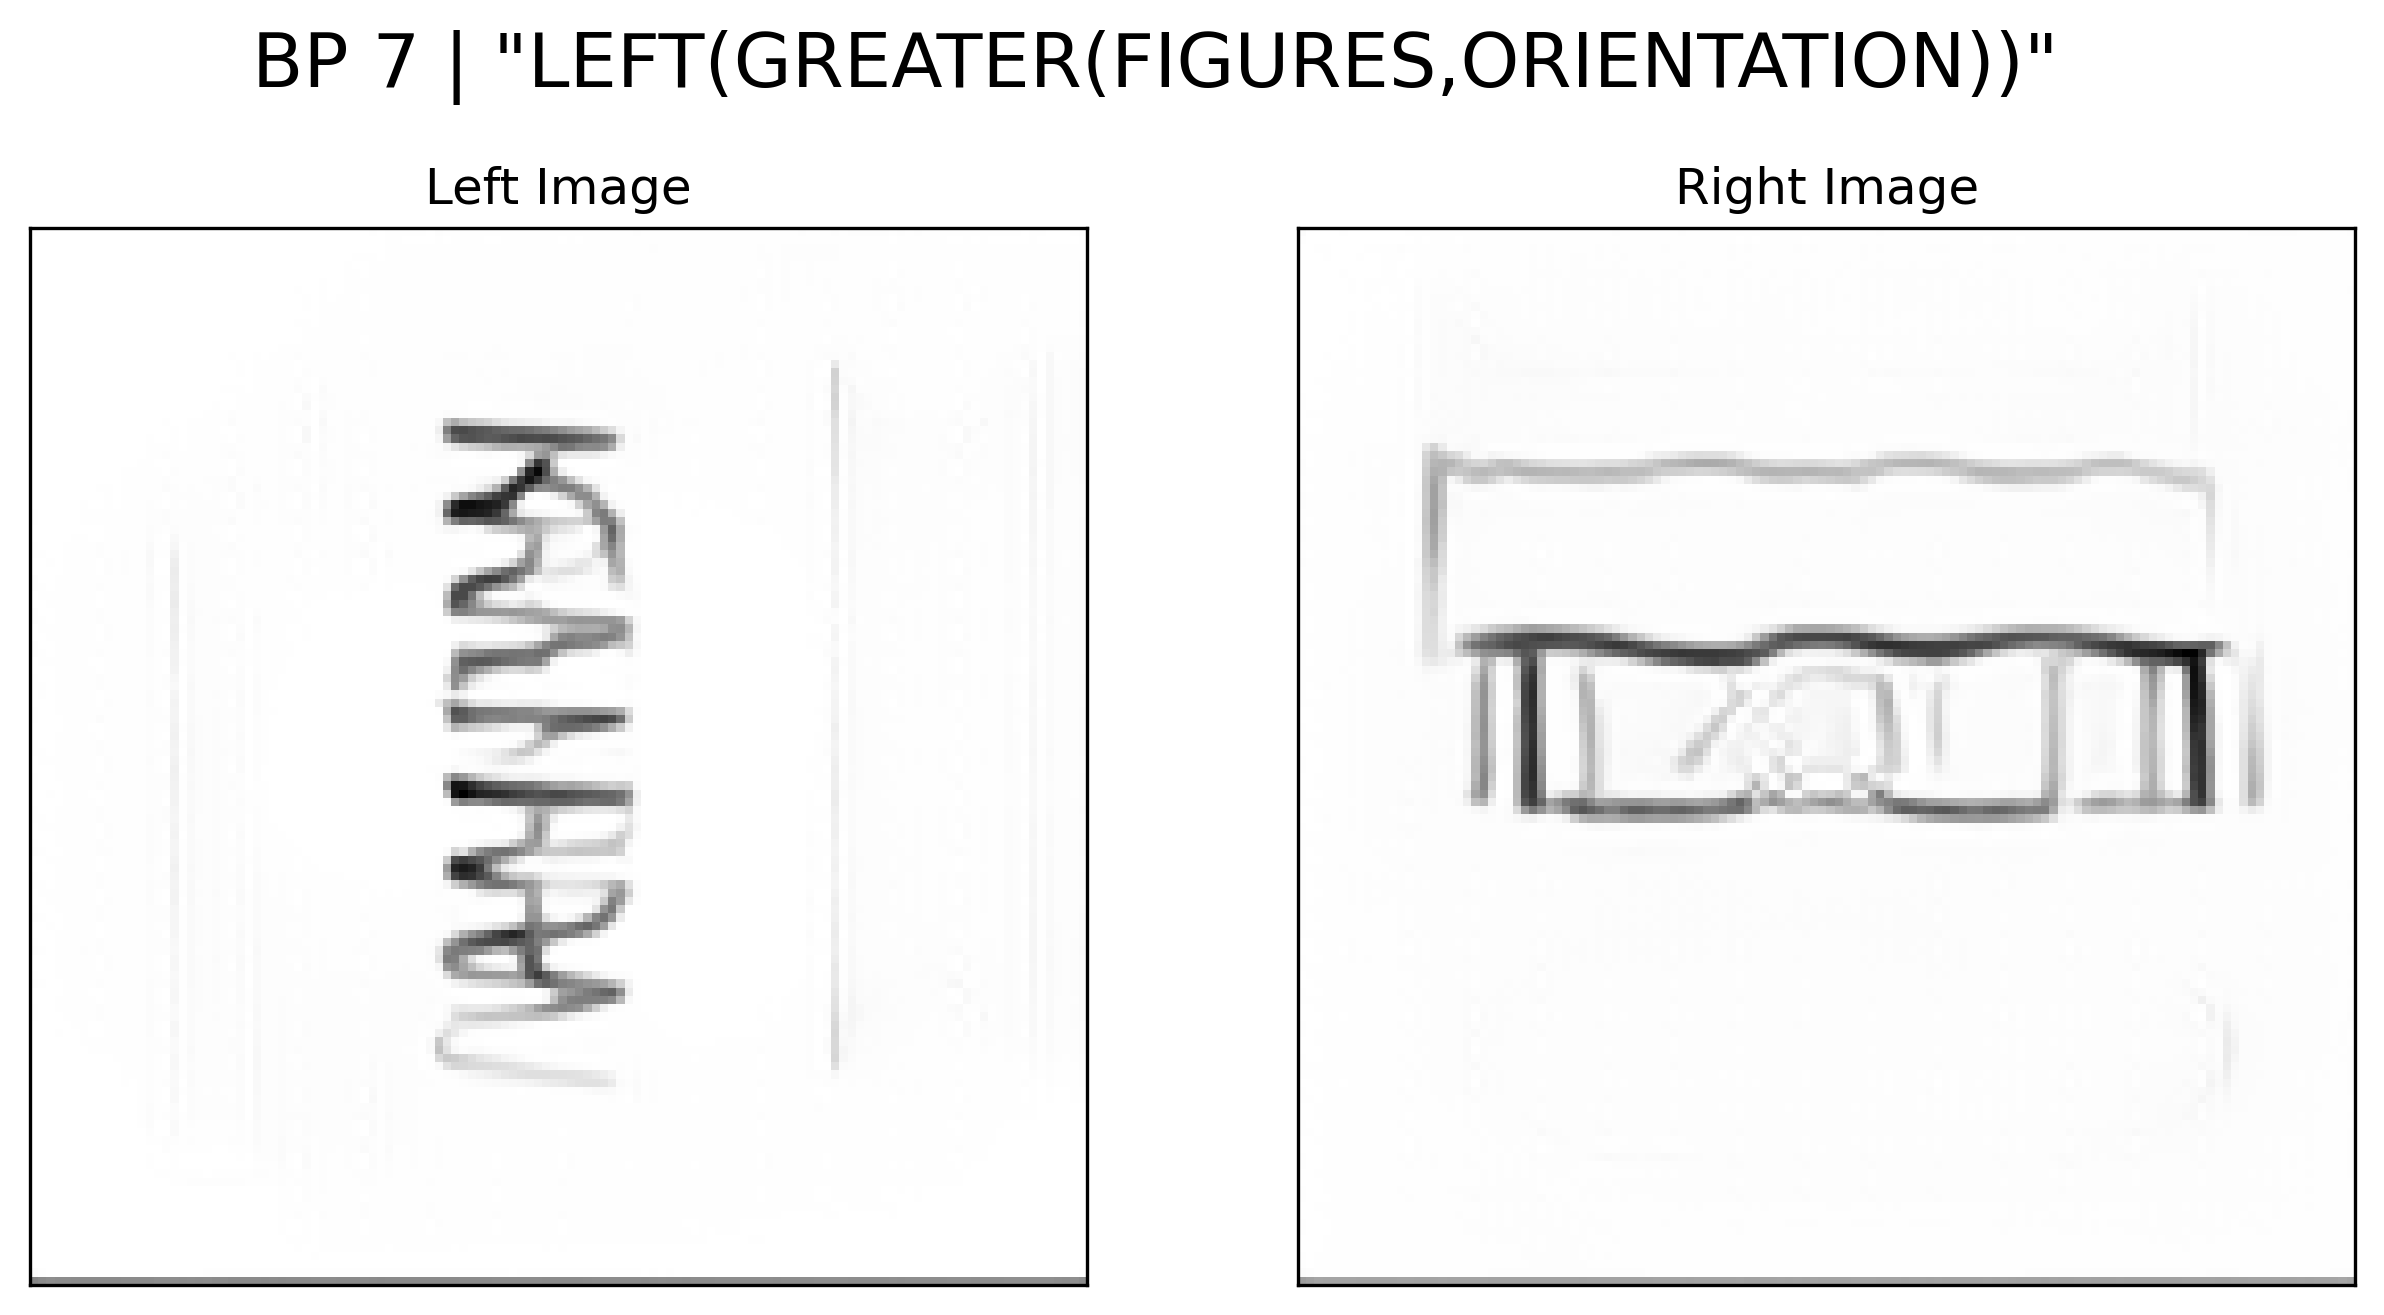 BP 7 | "LEFT(GREATER(FIGURES,ORIENTATION))"
Left Image
Right Image